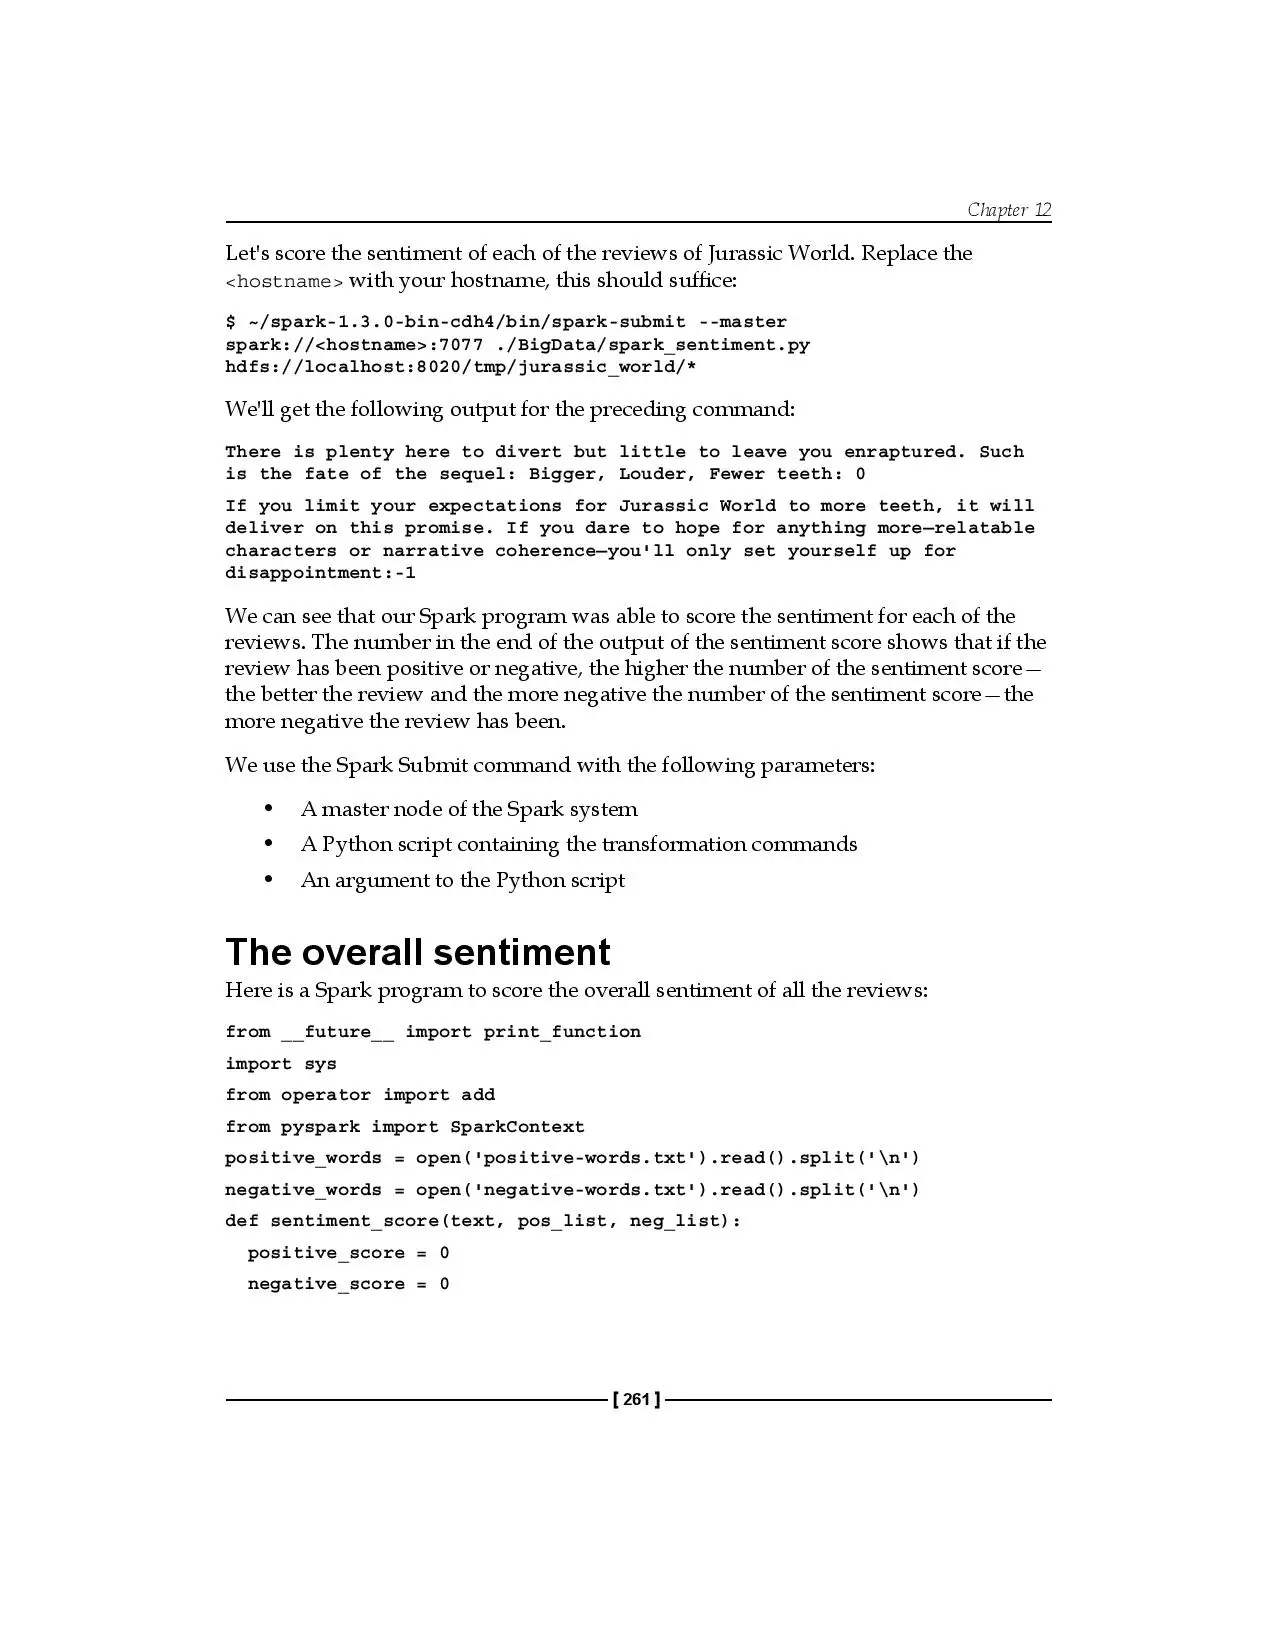 Chapter 12
Let's score the sentiment of each of the reviews of Jurassic World. Replace the
<hostname> with your hostname, this should suffice:
$ ~/spark-1.3.0-bin-cdh4/bin/spark-submit --master
spark://<hostname>:7077 ./BigData/spark_sentiment.py
hdfs://localhost:8020/tmp/jurassic_world/*
We'll get the following output for the preceding command:
There is plenty here to divert but little to leave you enraptured. Such
is the fate of the sequel: Bigger, Louder, Fewer teeth: 0
If you limit your expectations for Jurassic World to more teeth, it will
deliver on this promise. If you dare to hope for anything more—relatable
characters or narrative coherence—you'll only set yourself up for
disappointment:-1
We can see that our Spark program was able to score the sentiment for each of the
reviews. The number in the end of the output of the sentiment score shows that if the
review has been positive or negative, the higher the number of the sentiment score—
the better the review and the more negative the number of the sentiment score—the
more negative the review has been.
We use the Spark Submit command with the following parameters:
• A master node of the Spark system
• A Python script containing the transformation commands
• An argument to the Python script
The overall sentiment
Here is a Spark program to score the overall sentiment of all the reviews:
from __future__ import print_function
import sys
from operator import add
from pyspark import SparkContext
positive_words = open('positive-words.txt').read().split('\n')
negative_words = open('negative-words.txt').read().split('\n')
def sentiment_score(text, pos_list, neg_list):
  positive_score = 0
  negative_score = 0
[ 261 ]